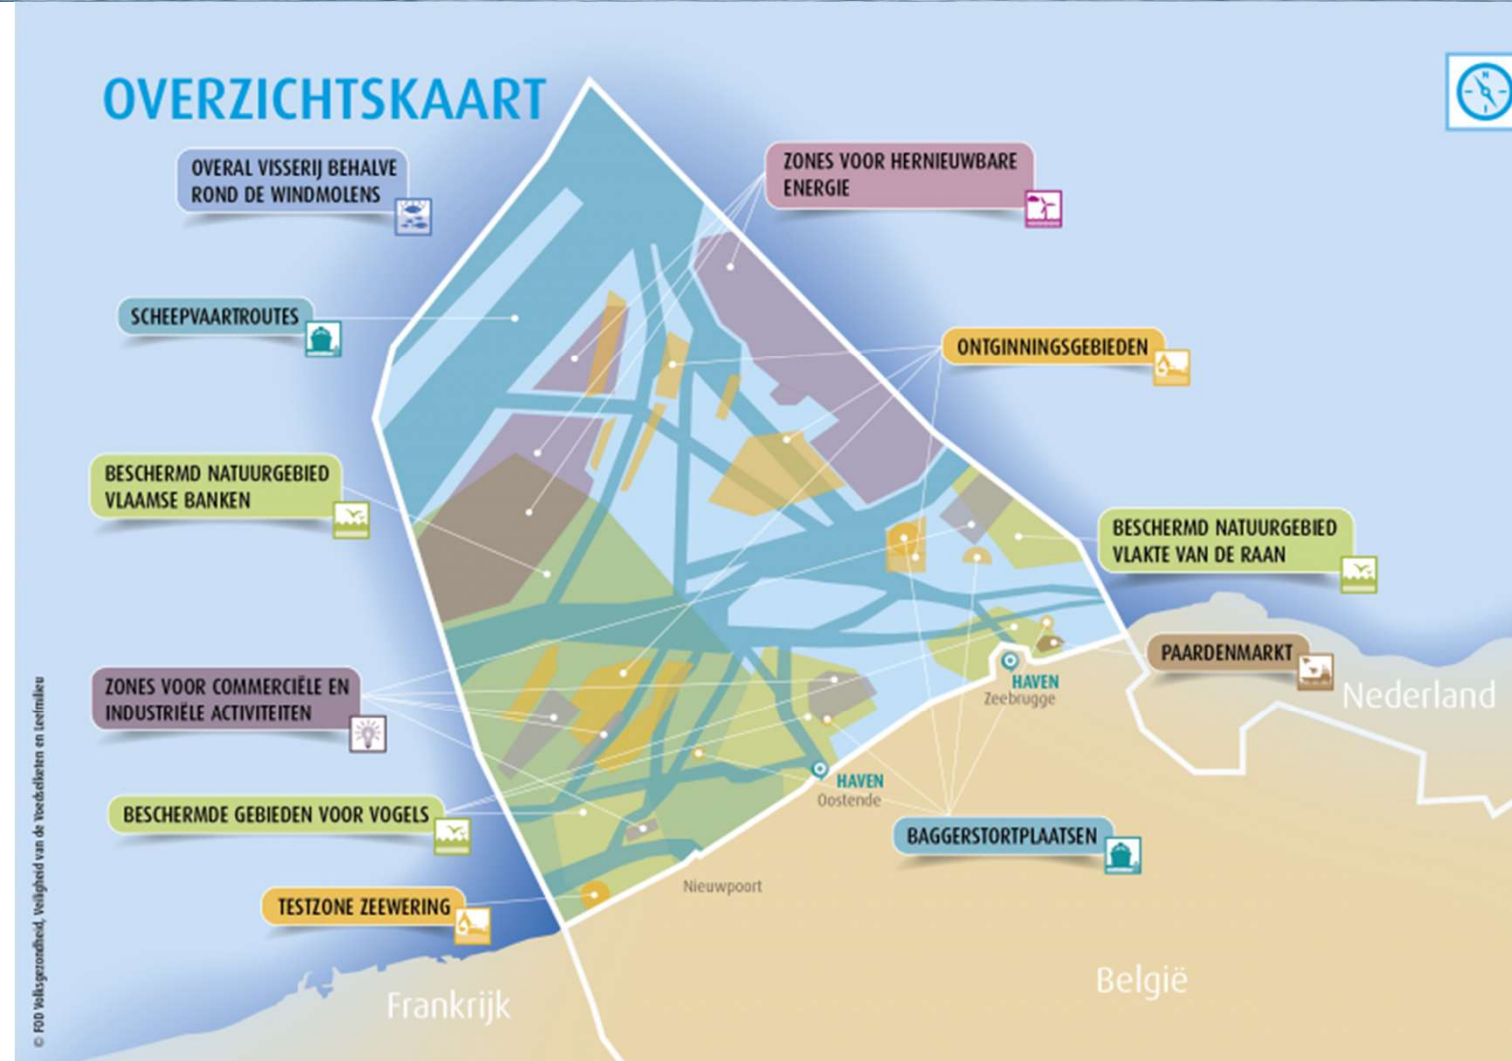 OVERZICHTSKAART
N
OVERAL VISSERIJ BEHALVE
ROND DE WINDMOLENS
ZONES VOOR HERNIEUWBARE
ENERGIE
SCHEEPVAARTROUTES
ONTGINNINGSGEBIEDEN
BESCHERMD NATUURGEBIED
VLAAMSE BANKEN
BESCHERMD NATUURGEBIED
VLAKTE VAN DE RAAN
PAARDENMARKT
ZONES VOOR COMMERCIËLE EN
INDUSTRIËLE ACTIVITEITEN
HAVEN
Zeebrugge
Nederland
BESCHERMDE GEBIEDEN VOOR VOGELS
HAVEN
Oostende
BAGGERSTORTPLAATSEN
TESTZONE ZEEWERING
Nieuwpoort
Frankrijk
België
© FOD Volksgezondheid, Veiligheid van de Voedselketen en Leefmilieu